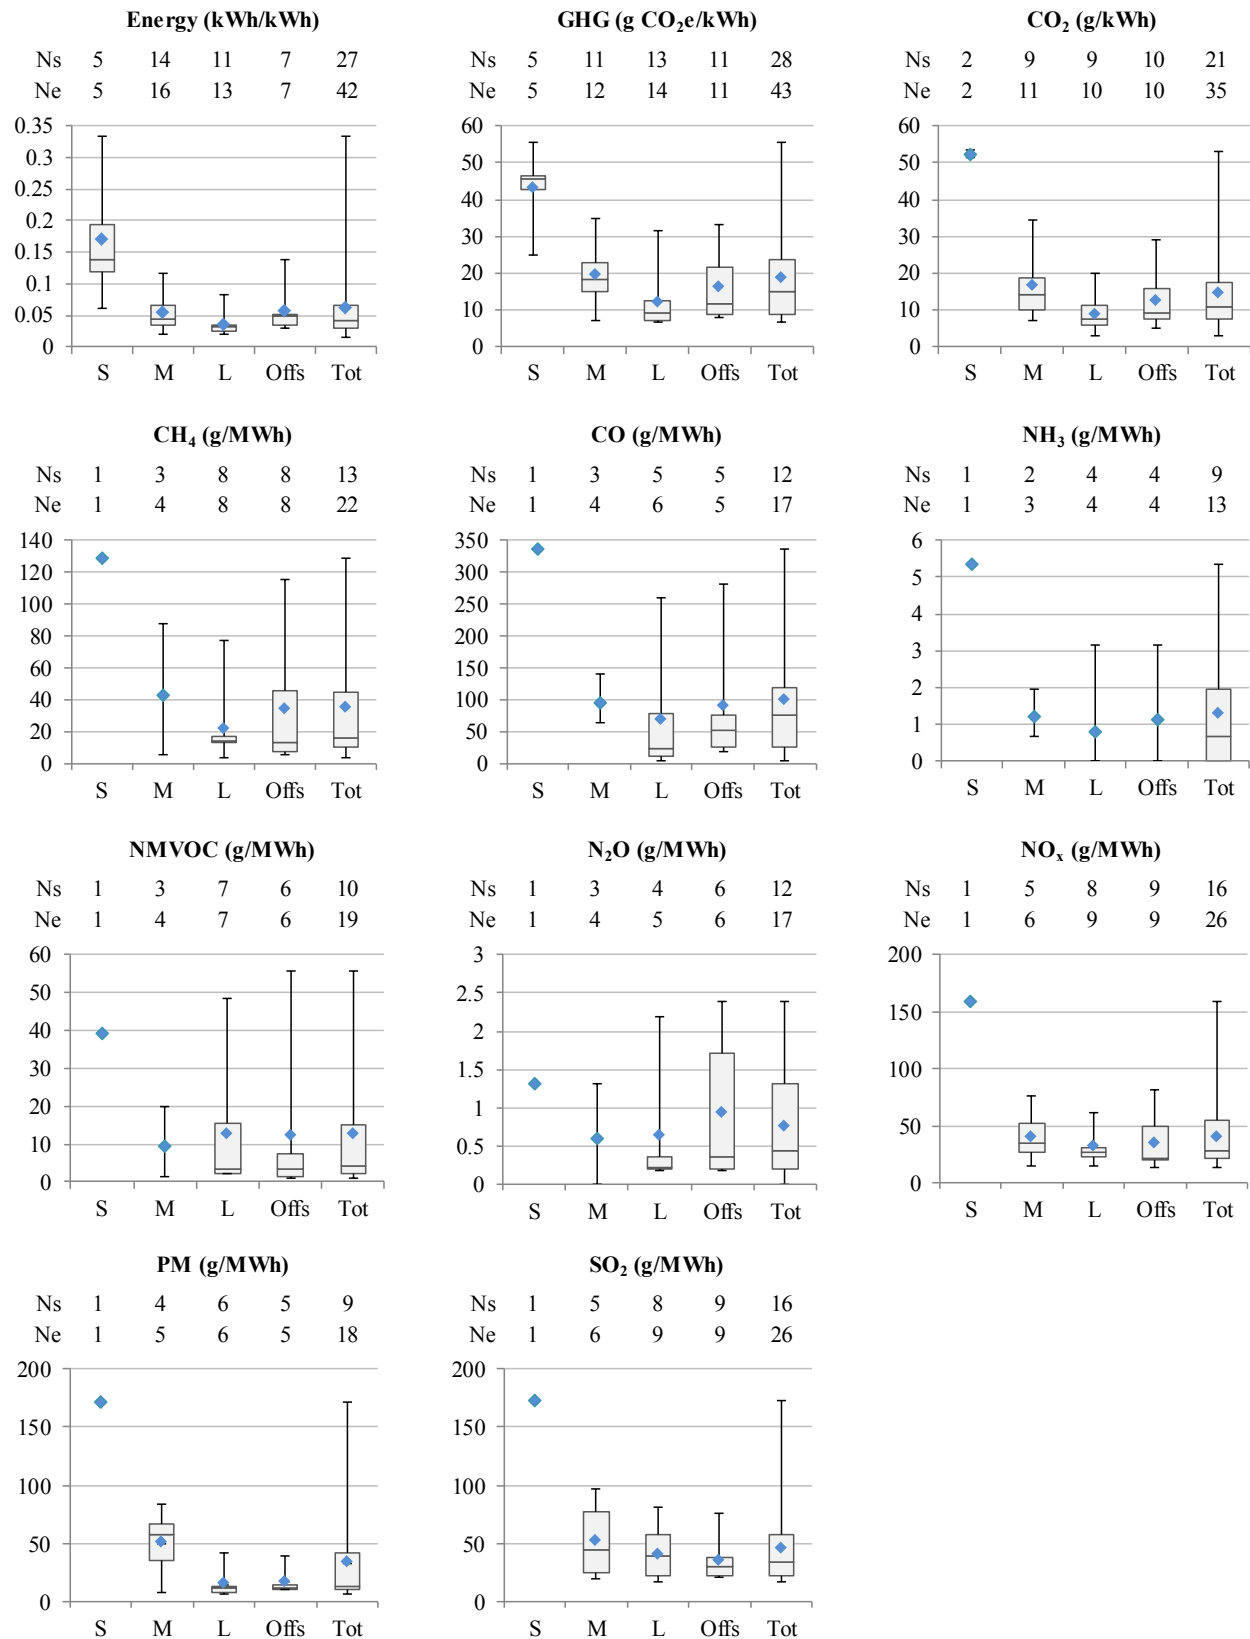 Energy (kWh/kWh)
Ns 5 14 11 7 27
Ne 5 16 13 7 42
0.35
0.3
0.25
0.2
0.15
0.1
0.05
0
S M L Offs Tot
GHG (g CO₂e/kWh)
Ns 5 11 13 11 28
Ne 5 12 14 11 43
60
50
40
30
20
10
0
S M L Offs Tot
CO₂ (g/kWh)
Ns 2 9 9 10 21
Ne 2 11 10 10 35
60
50
40
30
20
10
0
S M L Offs Tot
CH₄ (g/MWh)
Ns 1 3 8 8 13
Ne 1 4 8 8 22
140
120
100
80
60
40
20
0
S M L Offs Tot
CO (g/MWh)
Ns 1 3 5 5 12
Ne 1 4 6 5 17
350
300
250
200
150
100
50
0
S M L Offs Tot
NH₃ (g/MWh)
Ns 1 2 4 4 9
Ne 1 3 4 4 13
6
5
4
3
2
1
0
S M L Offs Tot
NMVOC (g/MWh)
Ns 1 3 7 6 10
Ne 1 4 7 6 19
60
50
40
30
20
10
0
S M L Offs Tot
N₂O (g/MWh)
Ns 1 3 4 6 12
Ne 1 4 5 6 17
3
2.5
2
1.5
1
0.5
0
S M L Offs Tot
NOₓ (g/MWh)
Ns 1 5 8 9 16
Ne 1 6 9 9 26
200
150
100
50
0
S M L Offs Tot
PM (g/MWh)
Ns 1 4 6 5 9
Ne 1 5 6 5 18
200
150
100
50
0
S M L Offs Tot
SO₂ (g/MWh)
Ns 1 5 8 9 16
Ne 1 6 9 9 26
200
150
100
50
0
S M L Offs Tot